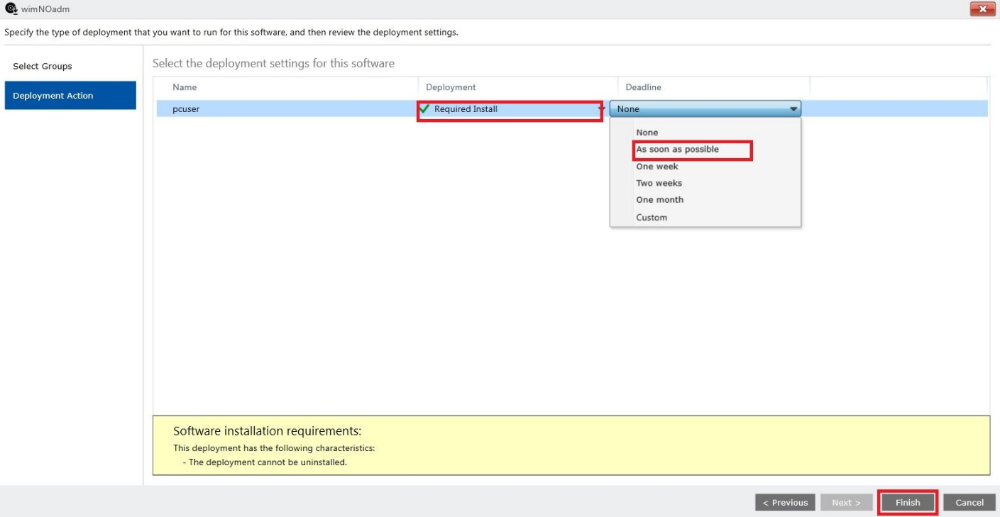 wimNOadm
Specify the type of deployment that you want to run for this software, and then review the deployment settings.
Select Groups
Deployment Action
Select the deployment settings for this software
Name Deployment Deadline
pcuser Required Install None
None
As soon as possible
One week
Two weeks
One month
Custom
Software installation requirements:
This deployment has the following characteristics:
- The deployment cannot be uninstalled.
< Previous Next > Finish Cancel